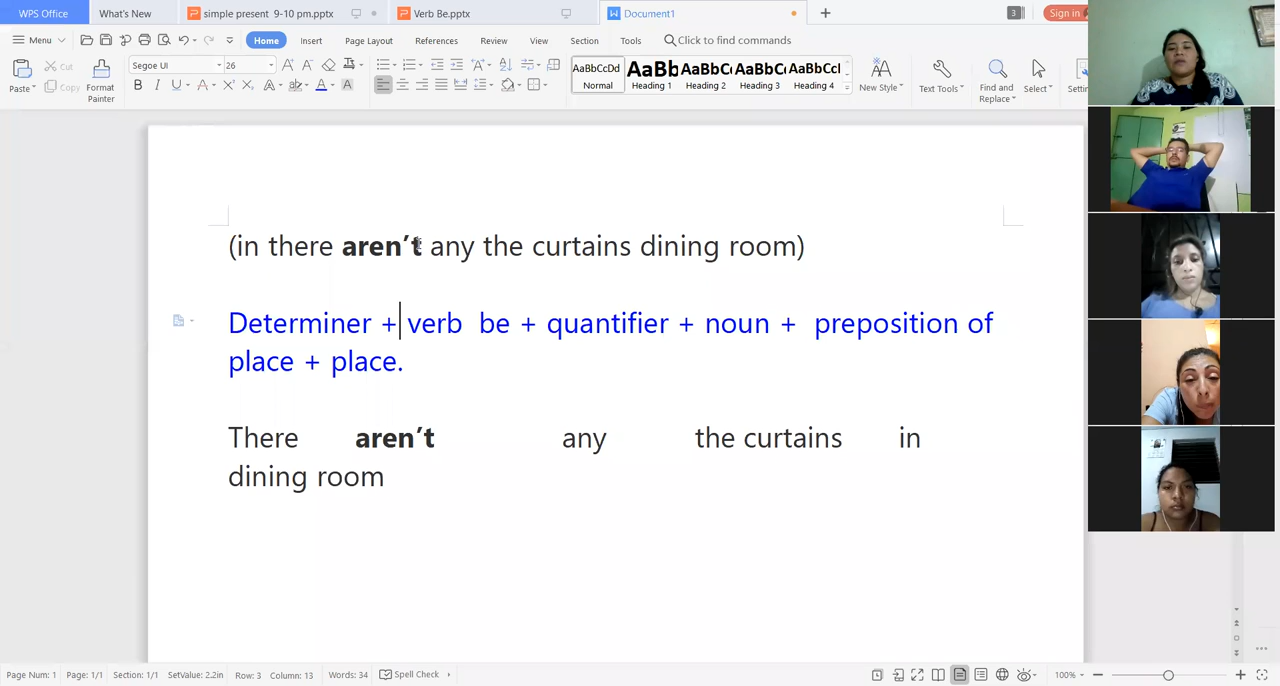 WPS Office What's New simple present 9-10 pm.pptx Verb Be.pptx Document1 + 3 Sign in
Menu Home Insert Page Layout References Review View Section Tools Click to find commands
Paste Cut Copy Format Painter Segoe UI 26 AaBbCcDd Normal AaBb Heading 1 AaBbC Heading 2 AaBbC Heading 3 AaBbCcI Heading 4 New Style Text Tools Find and Replace Select
(in there aren't any the curtains dining room)
Determiner + verb be + quantifier + noun + preposition of
place + place.
There aren't any the curtains in
dining room
Page Num: 1 Page: 1/1 Section: 1/1 SetValue: 2.2in Row: 3 Column: 13 Words: 34 Spell Check 100%